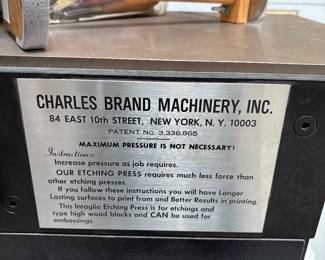 CHARLES BRAND MACHINERY, INC.
84 EAST 10th STREET, NEW YORK, N. Y. 10003
PATENT No. 3,336,865
MAXIMUM PRESSURE IS NOT NECESSARY!
Instructions:
Increase pressure as job requires.
OUR ETCHING PRESS requires much less force than
other etching presses.
If you follow these instructions you will have Longer
Lasting surfaces to print from and Better Results in printing.
This Intaglio Etching Press is for etchings and
type high wood blocks and CAN be used for
embossings.